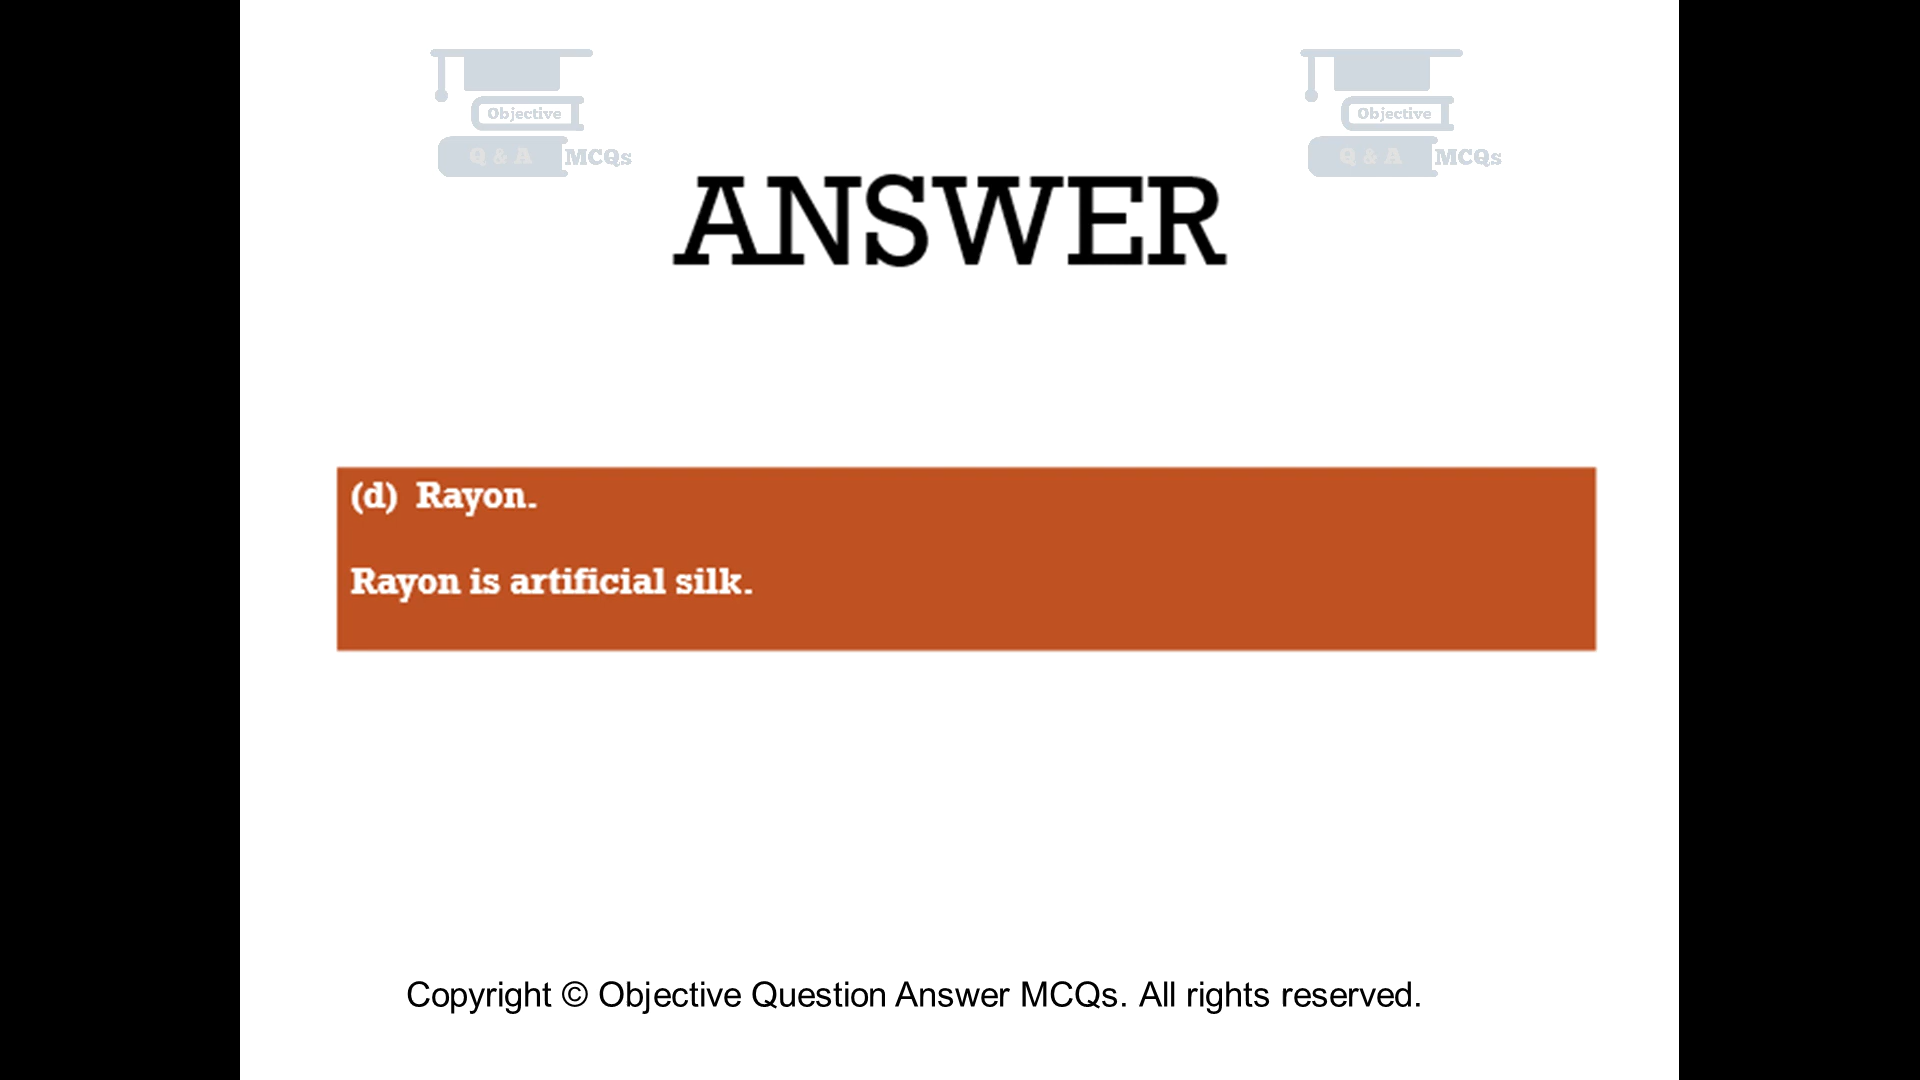 Objective
Q & A MCQs
Objective
Q & A MCQs
ANSWER
(d) Rayon.
Rayon is artificial silk.
Copyright © Objective Question Answer MCQs. All rights reserved.